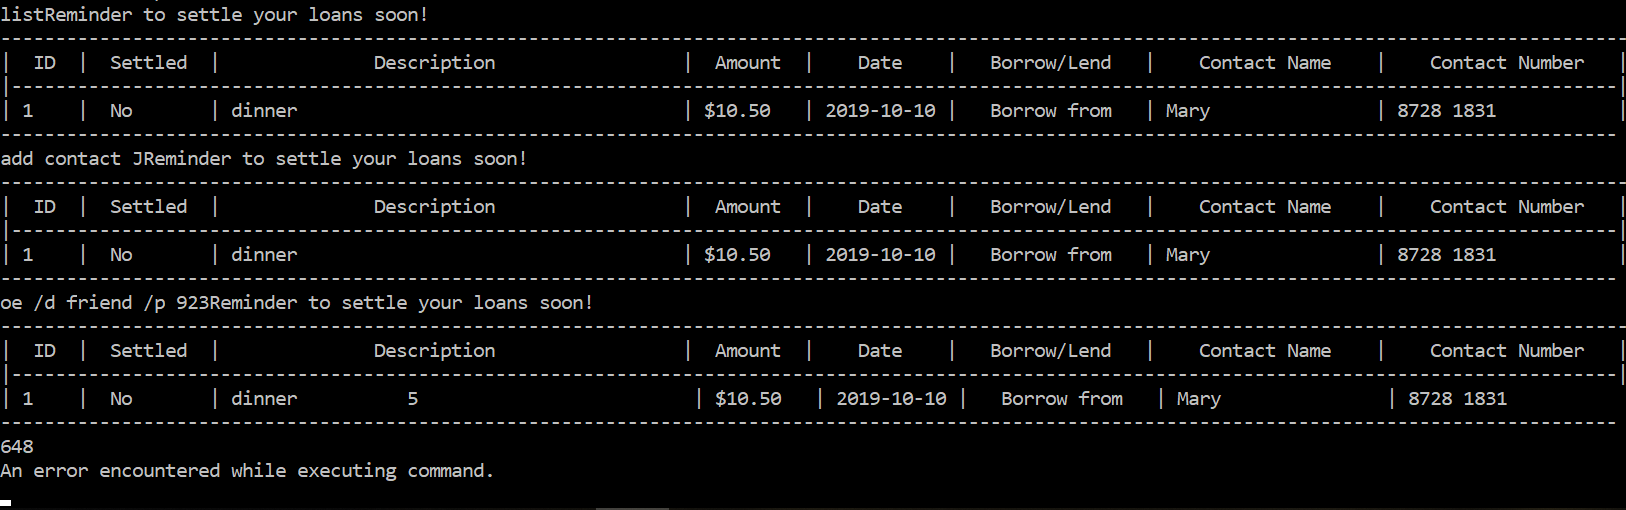 listReminder to settle your loans soon!
---------------------------------------------------------------------------------------------------------------------------------------------------
|  ID  |  Settled  |              Description                 |  Amount  |    Date    |   Borrow/Lend   |    Contact Name    |    Contact Number   |
|--------------------------------------------------------------------------------------------------------------------------------------------------|
| 1    |  No       | dinner                                   | $10.50   | 2019-10-10 |   Borrow from   | Mary               | 8728 1831           |
---------------------------------------------------------------------------------------------------------------------------------------------------
add contact JReminder to settle your loans soon!
---------------------------------------------------------------------------------------------------------------------------------------------------
|  ID  |  Settled  |              Description                 |  Amount  |    Date    |   Borrow/Lend   |    Contact Name    |    Contact Number   |
|--------------------------------------------------------------------------------------------------------------------------------------------------|
| 1    |  No       | dinner                                   | $10.50   | 2019-10-10 |   Borrow from   | Mary               | 8728 1831           |
---------------------------------------------------------------------------------------------------------------------------------------------------
oe /d friend /p 923Reminder to settle your loans soon!
---------------------------------------------------------------------------------------------------------------------------------------------------
|  ID  |  Settled  |              Description                 |  Amount  |    Date    |   Borrow/Lend   |    Contact Name    |    Contact Number   |
|--------------------------------------------------------------------------------------------------------------------------------------------------|
| 1    |  No       | dinner          5                         | $10.50   | 2019-10-10 |   Borrow from   | Mary               | 8728 1831
---------------------------------------------------------------------------------------------------------------------------------------------------
648
An error encountered while executing command.